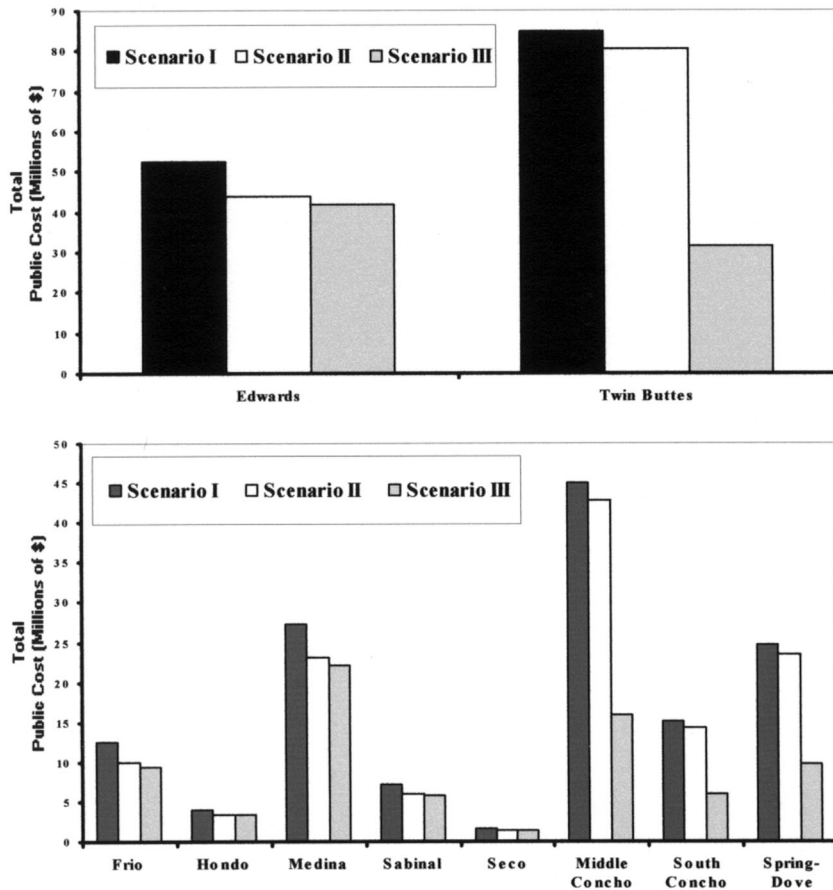 90
80
70
60
50
40
30
20
10
0
Total
Public Cost (Millions of $)
Scenario I Scenario II Scenario III
Edwards Twin Buttes
50
45
40
35
30
25
20
15
10
5
0
Total
Public Cost (Millions of $)
Scenario I Scenario II Scenario III
Frio Hondo Medina Sabinal Seco Middle Concho South Concho Spring-Dove